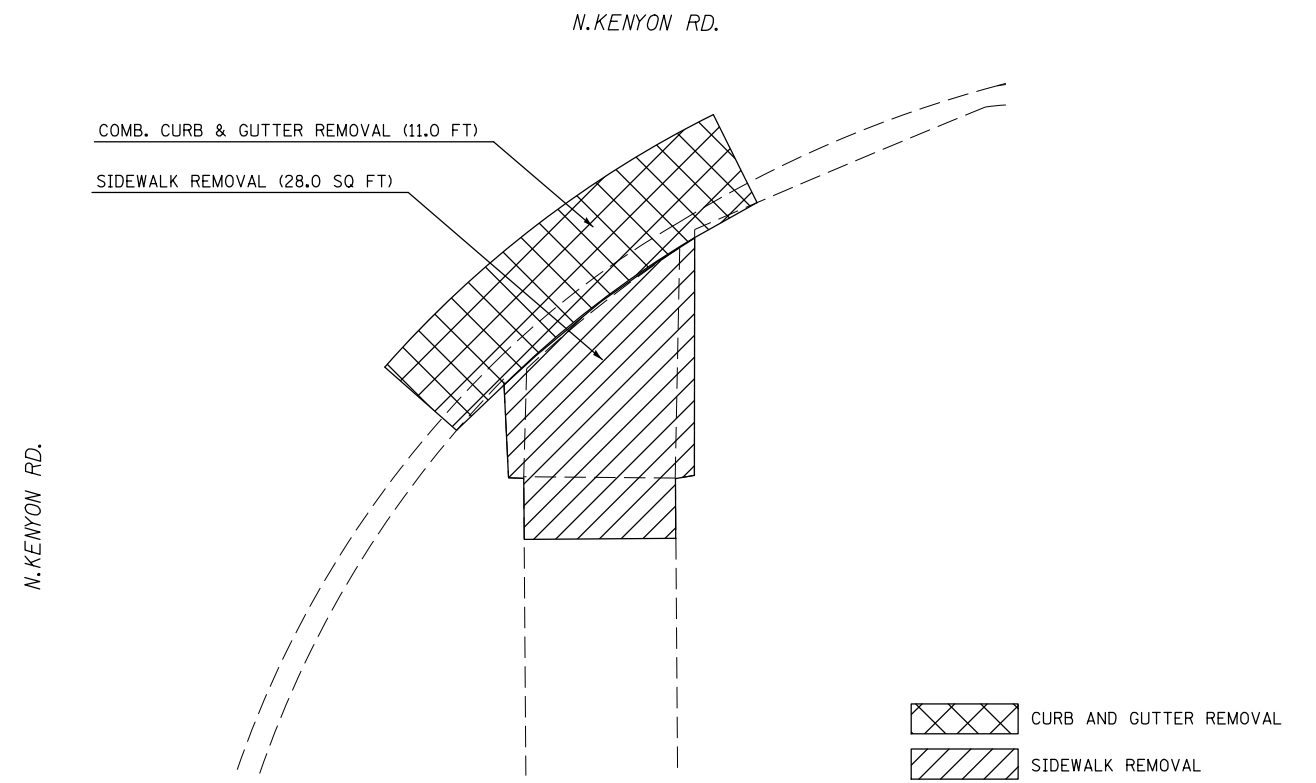 N.KENYON RD.
COMB. CURB & GUTTER REMOVAL (11.0 FT)
SIDEWALK REMOVAL (28.0 SQ FT)
N.KENYON RD.
CURB AND GUTTER REMOVAL
SIDEWALK REMOVAL